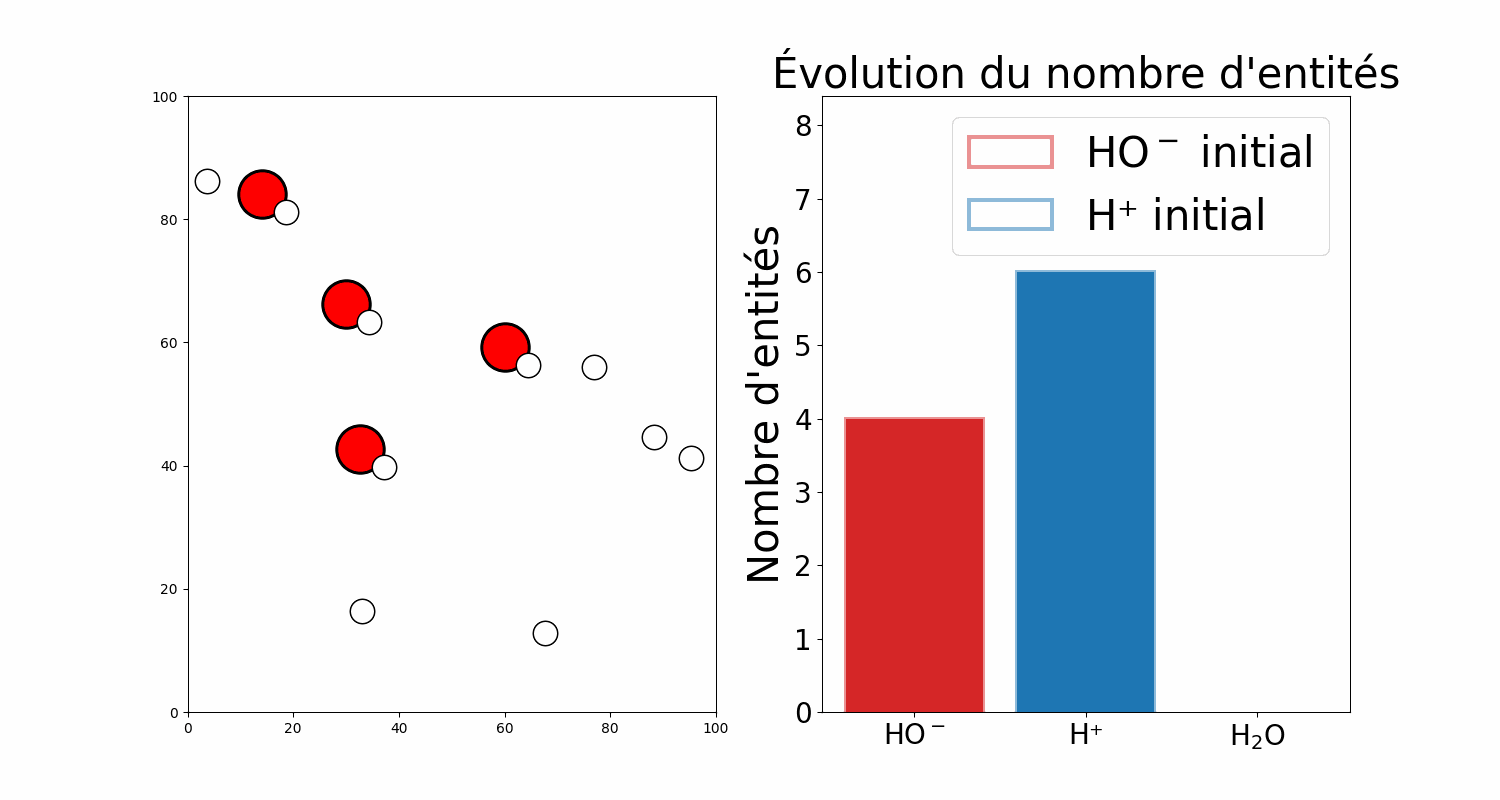 100
80
60
40
20
0
0 20 40 60 80 100
Évolution du nombre d'entités
Nombre d'entités
8
7
6
5
4
3
2
1
0
HO⁻ initial
H⁺ initial
HO⁻ H⁺ H₂O